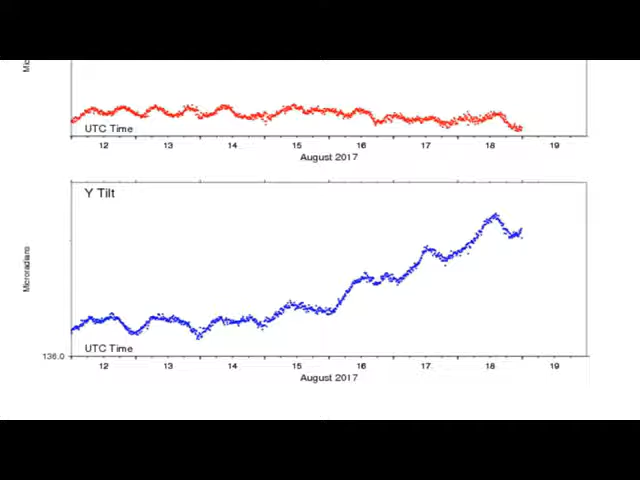 Mic
UTC Time
12 13 14 15 16 17 18 19
August 2017
Y Tilt
Microradians
136.0
UTC Time
12 13 14 15 16 17 18 19
August 2017